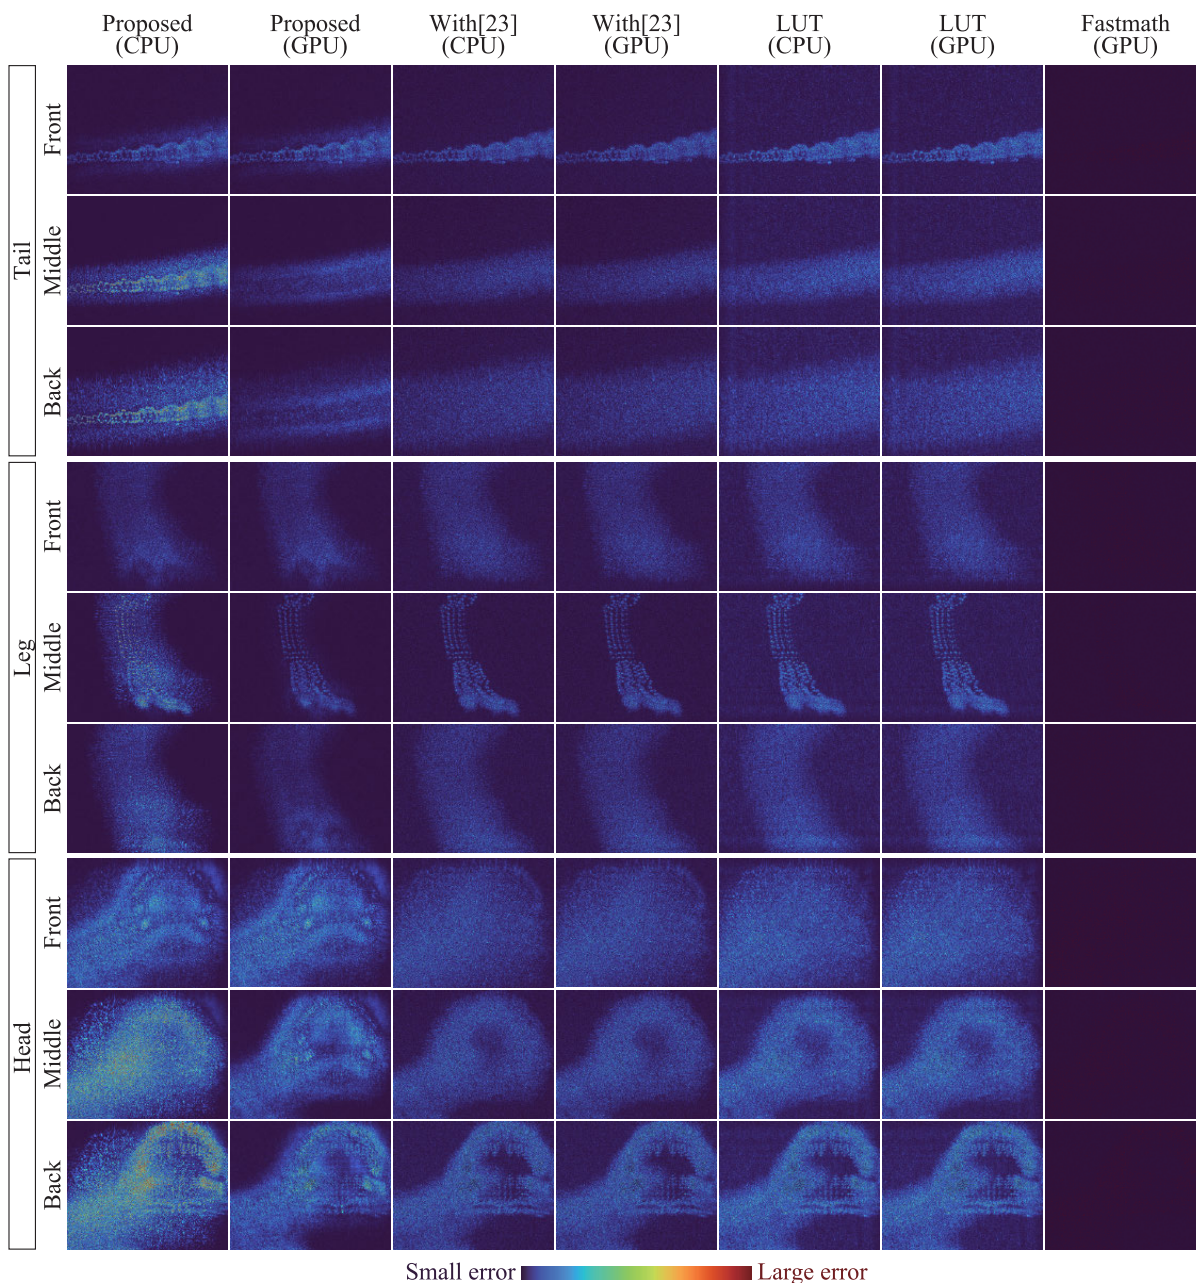 Proposed
(CPU)
Proposed
(GPU)
With[23]
(CPU)
With[23]
(GPU)
LUT
(CPU)
LUT
(GPU)
Fastmath
(GPU)
Tail
Front
Middle
Back
Leg
Front
Middle
Back
Head
Front
Middle
Back
Small error
Large error